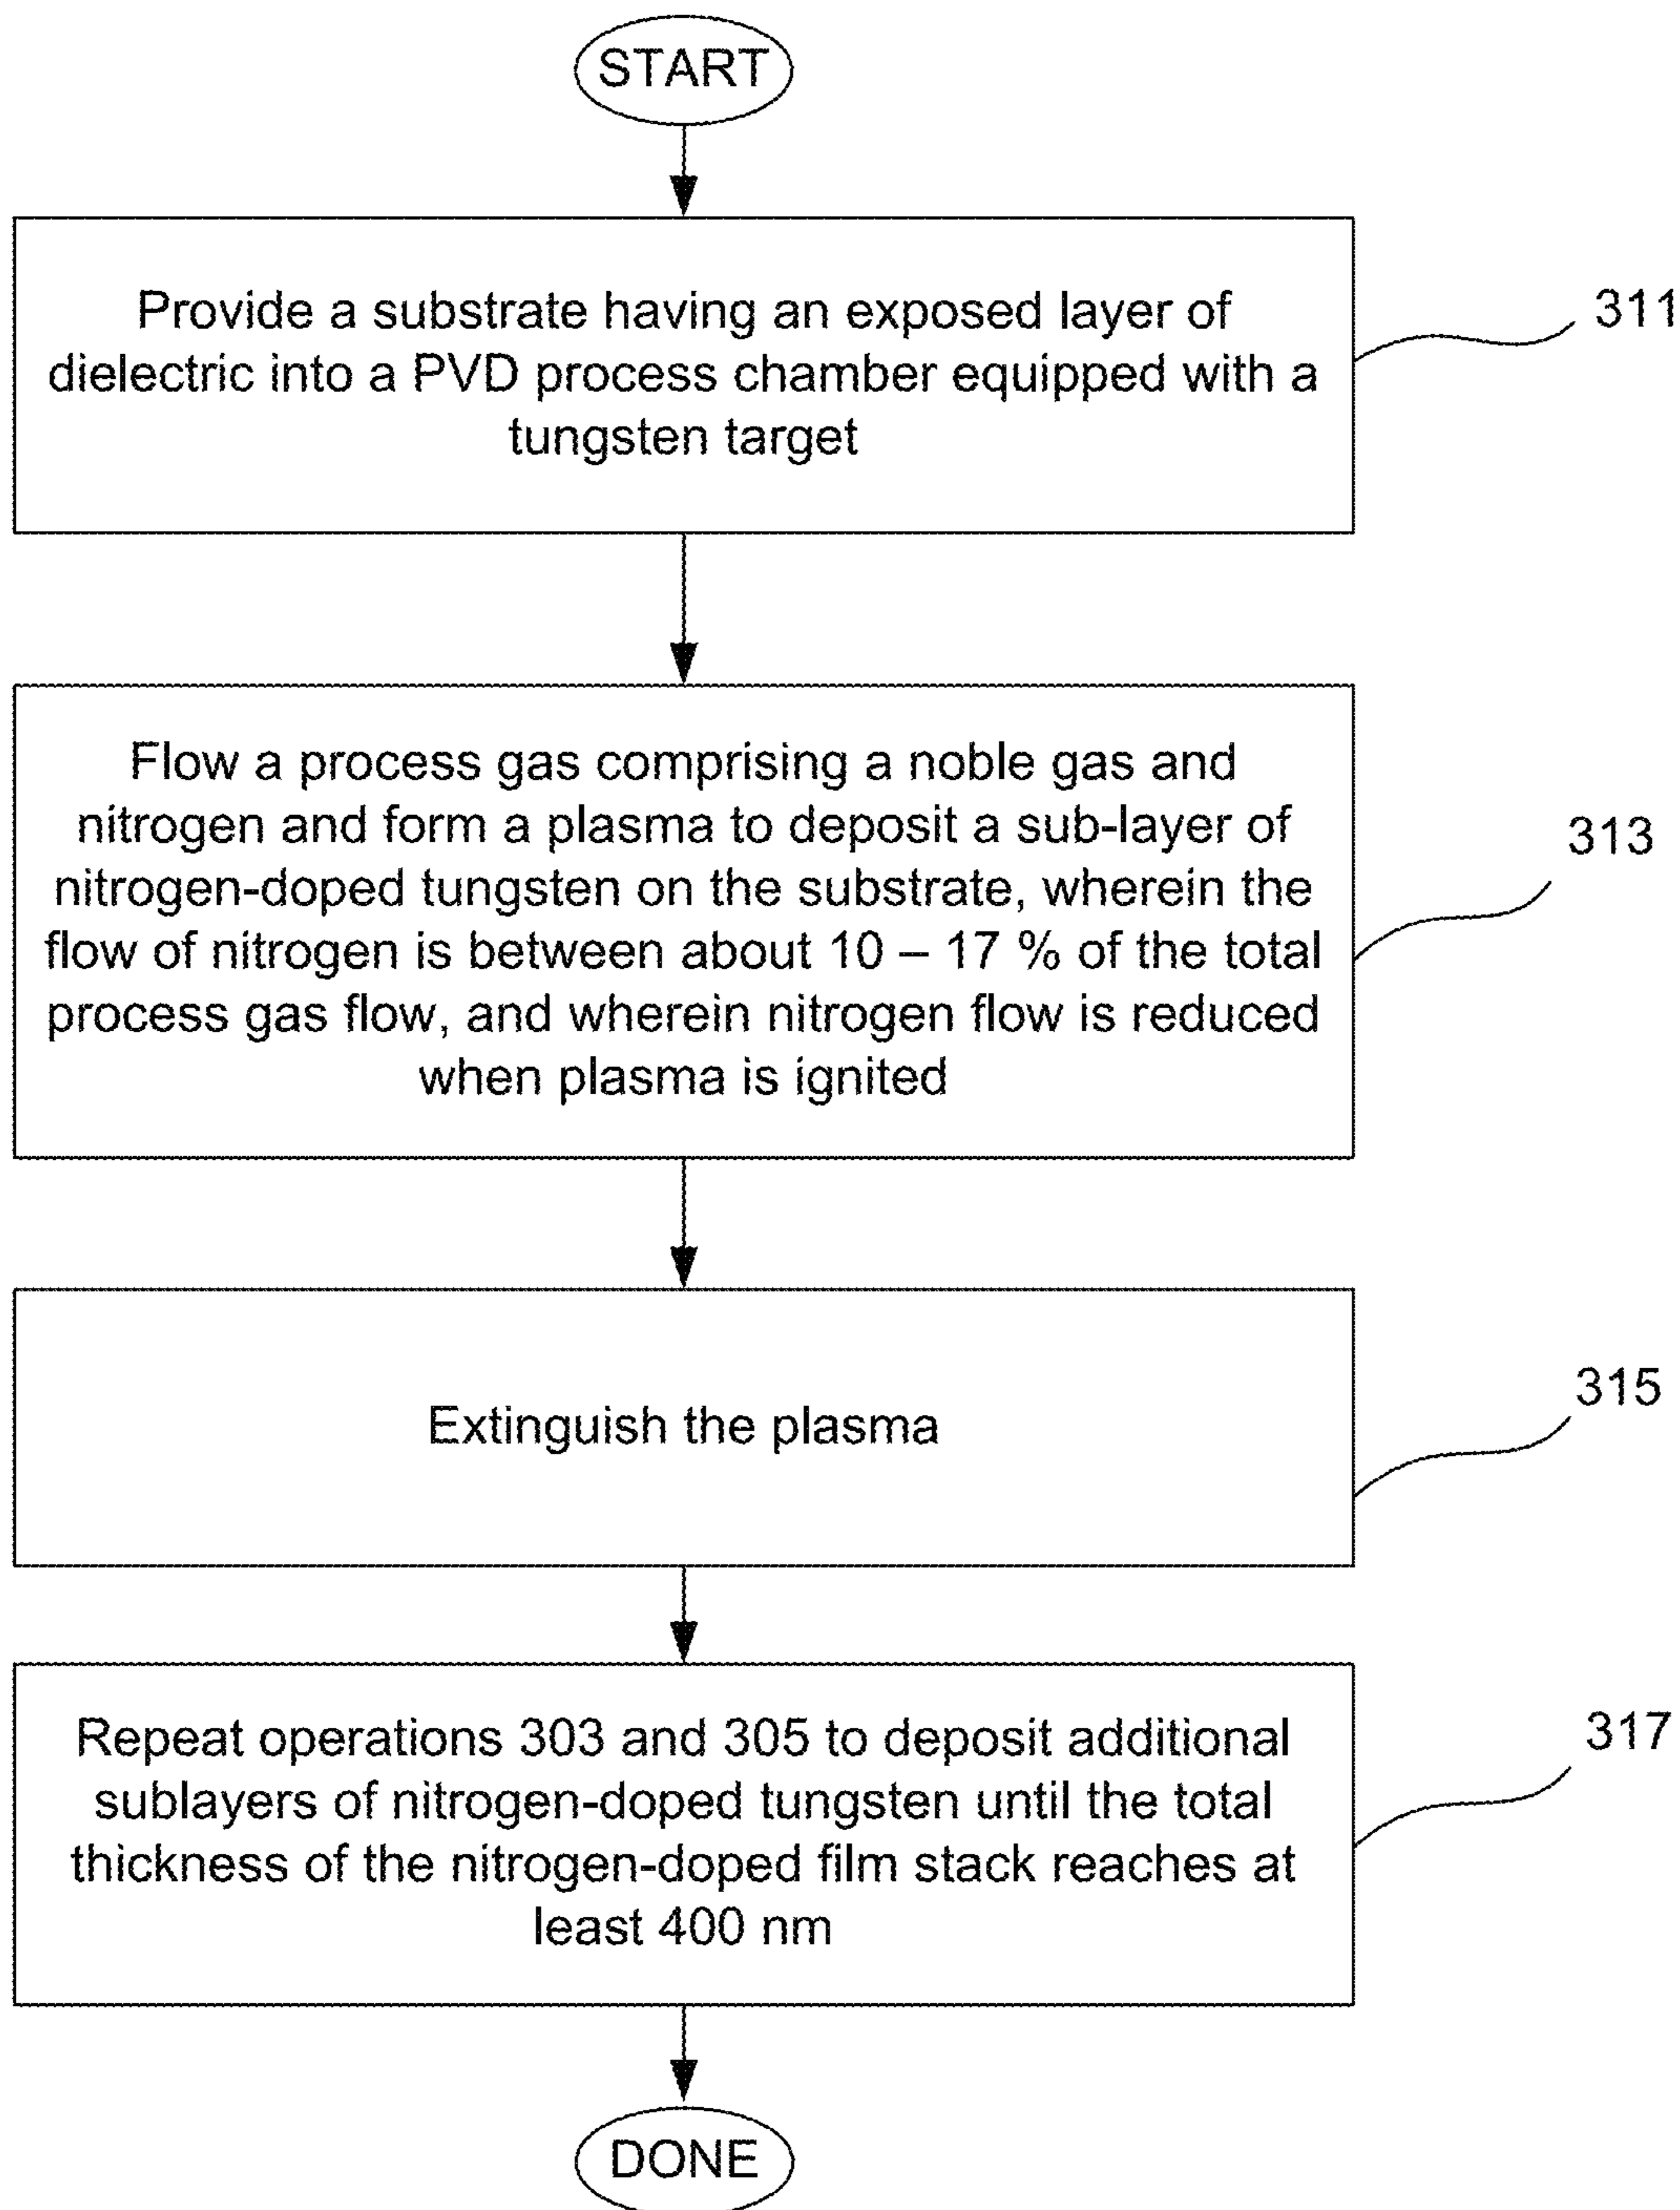 START
Provide a substrate having an exposed layer of
dielectric into a PVD process chamber equipped with a
tungsten target
311
Flow a process gas comprising a noble gas and
nitrogen and form a plasma to deposit a sub-layer of
nitrogen-doped tungsten on the substrate, wherein the
flow of nitrogen is between about 10 – 17 % of the total
process gas flow, and wherein nitrogen flow is reduced
when plasma is ignited
313
Extinguish the plasma
315
Repeat operations 303 and 305 to deposit additional
sublayers of nitrogen-doped tungsten until the total
thickness of the nitrogen-doped film stack reaches at
least 400 nm
317
DONE